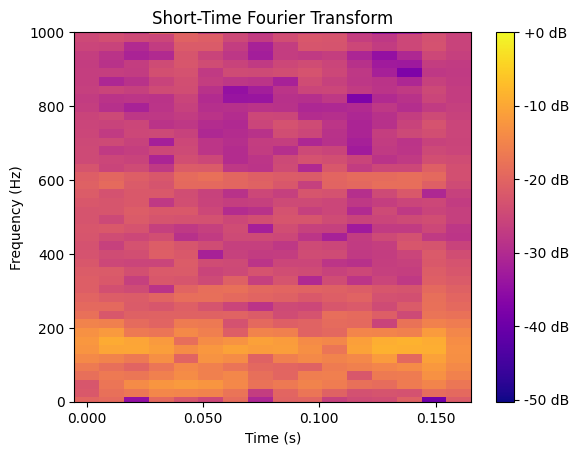 Short-Time Fourier Transform
1000
800
600
400
200
0
Frequency (Hz)
0.000
0.050
0.100
0.150
Time (s)
+0 dB
-10 dB
-20 dB
-30 dB
-40 dB
-50 dB